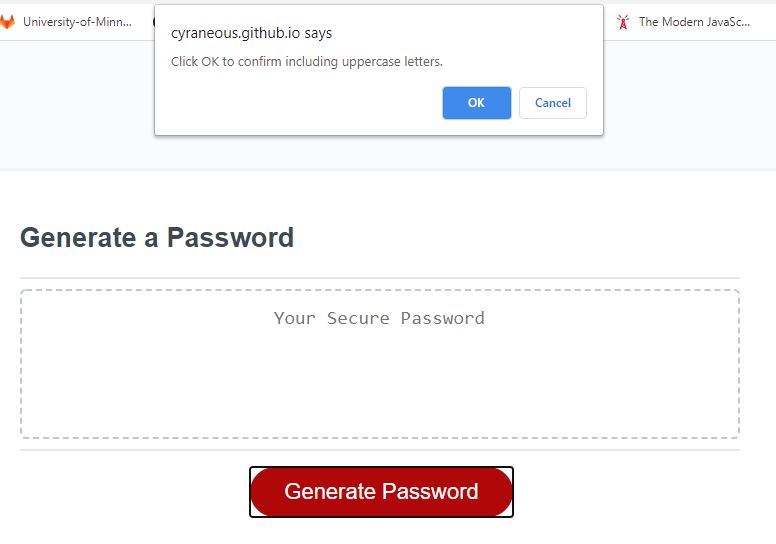 University-of-Minn...
The Modern JavaSc...
cyraneous.github.io says
Click OK to confirm including uppercase letters.
OK
Cancel
Generate a Password
Your Secure Password
Generate Password